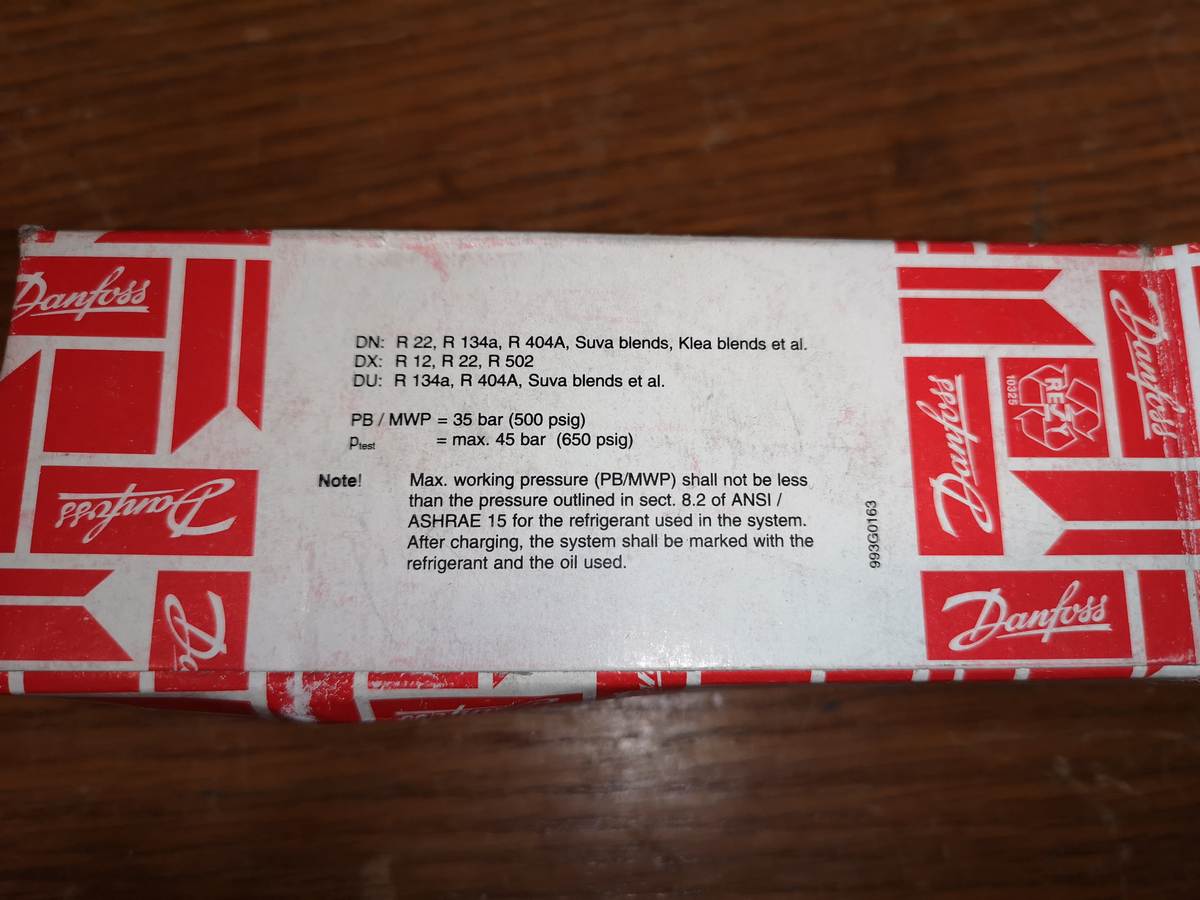 Danfoss
Danfoss
Danfoss
DN: R 22, R 134a, R 404A, Suva blends, Klea blends et al.
DX: R 12, R 22, R 502
DU: R 134a, R 404A, Suva blends et al.
PB / MWP = 35 bar (500 psig)
ptest = max. 45 bar (650 psig)
Note! Max. working pressure (PB/MWP) shall not be less
than the pressure outlined in sect. 8.2 of ANSI /
ASHRAE 15 for the refrigerant used in the system.
After charging, the system shall be marked with the
refrigerant and the oil used.
993G0163
Danfoss
RESY
10325
Danfoss
Danfoss